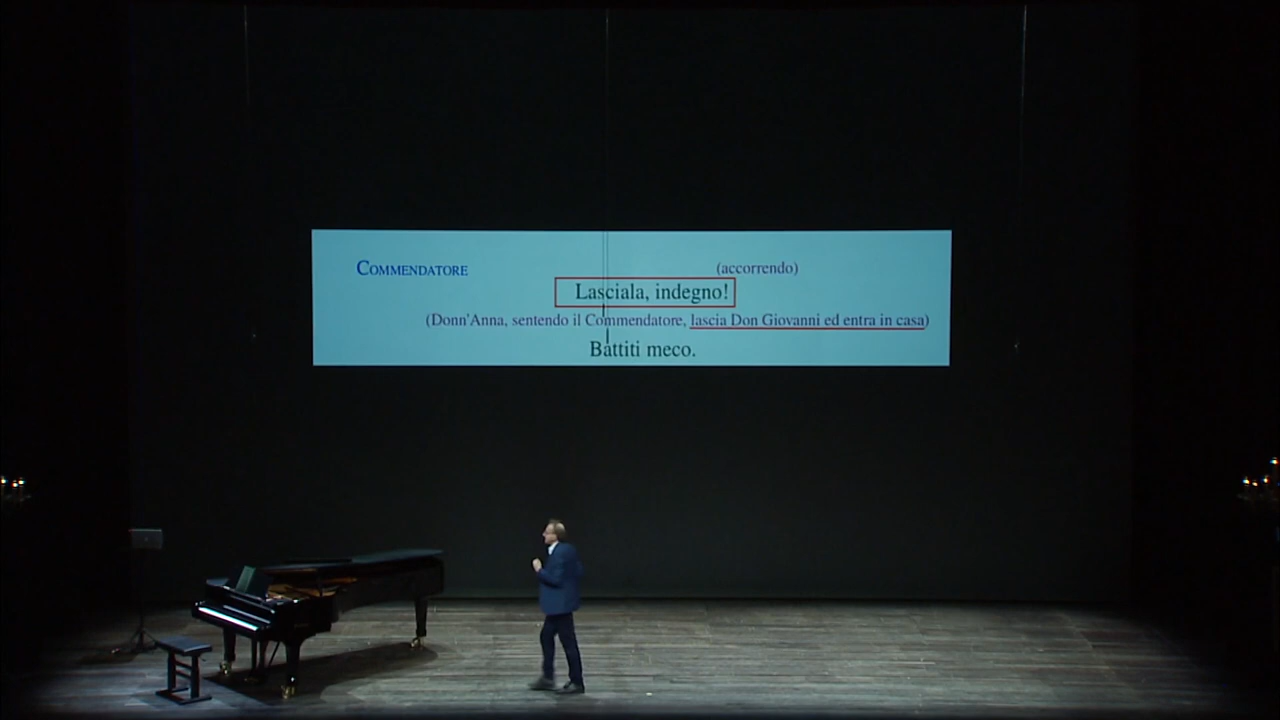 COMMENDATORE (accorrendo)
Lasciala, indegno!
(Donn'Anna, sentendo il Commendatore, lascia Don Giovanni ed entra in casa)
Battiti meco.